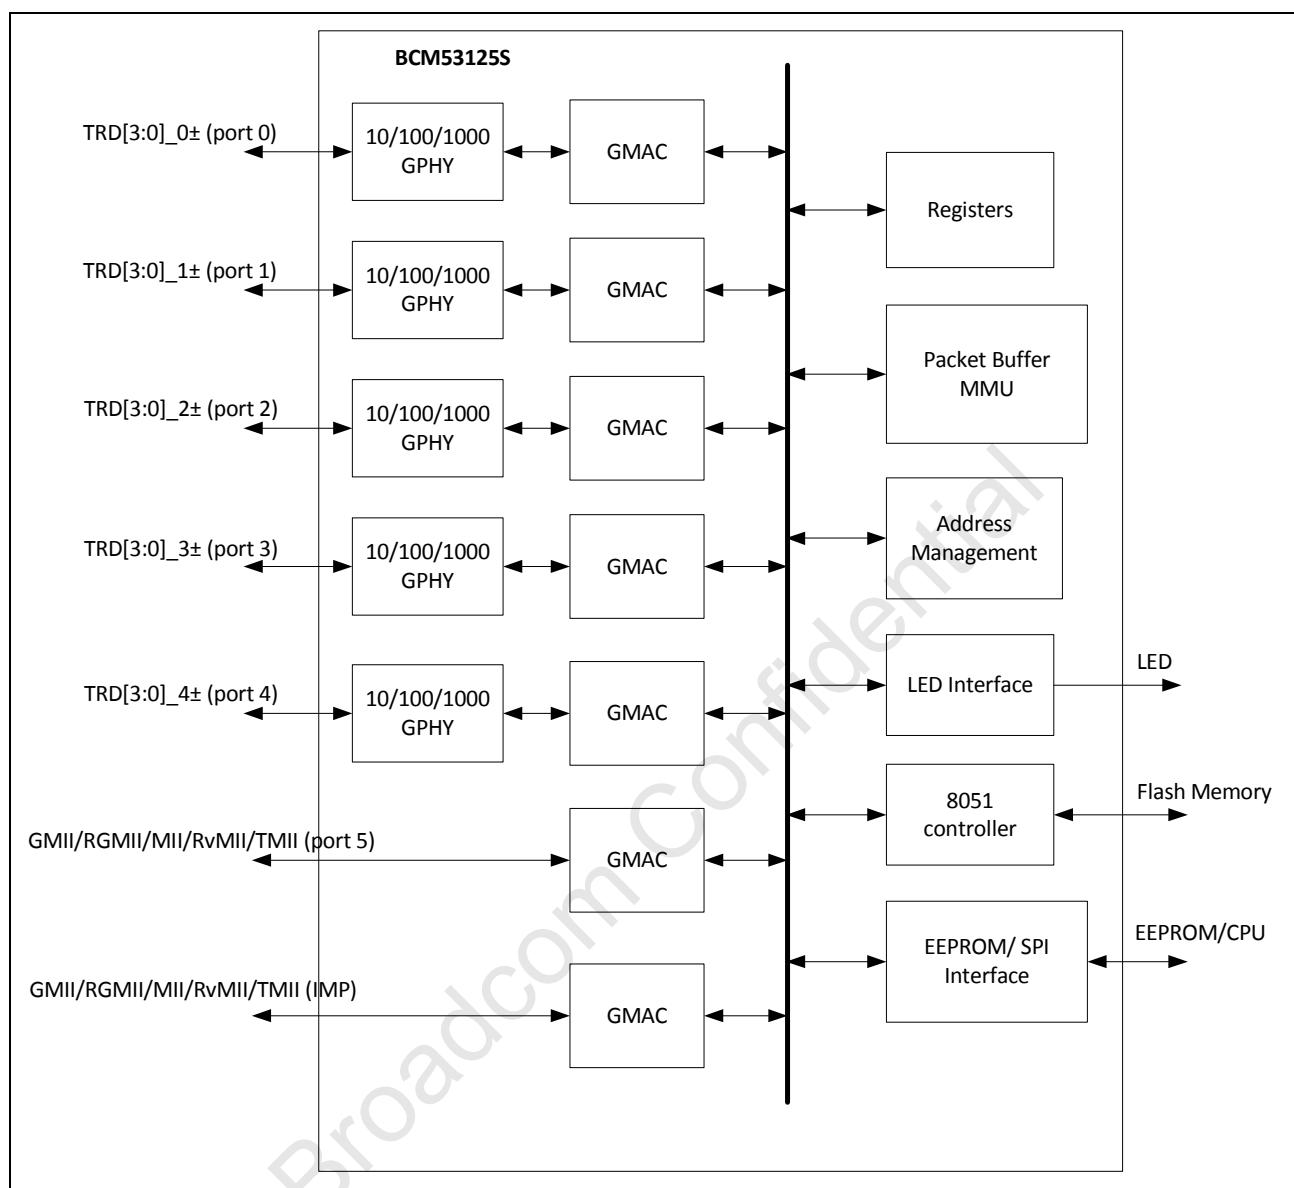 BCM53125S
TRD[3:0]_0± (port 0)
10/100/1000
GPHY
GMAC
TRD[3:0]_1± (port 1)
10/100/1000
GPHY
GMAC
TRD[3:0]_2± (port 2)
10/100/1000
GPHY
GMAC
TRD[3:0]_3± (port 3)
10/100/1000
GPHY
GMAC
TRD[3:0]_4± (port 4)
10/100/1000
GPHY
GMAC
GMII/RGMII/MII/RvMII/TMII (port 5)
GMAC
GMII/RGMII/MII/RvMII/TMII (IMP)
GMAC
Registers
Packet Buffer
MMU
Address
Management
LED Interface
LED
8051
controller
Flash Memory
EEPROM/ SPI
Interface
EEPROM/CPU
Broadcom Confidential